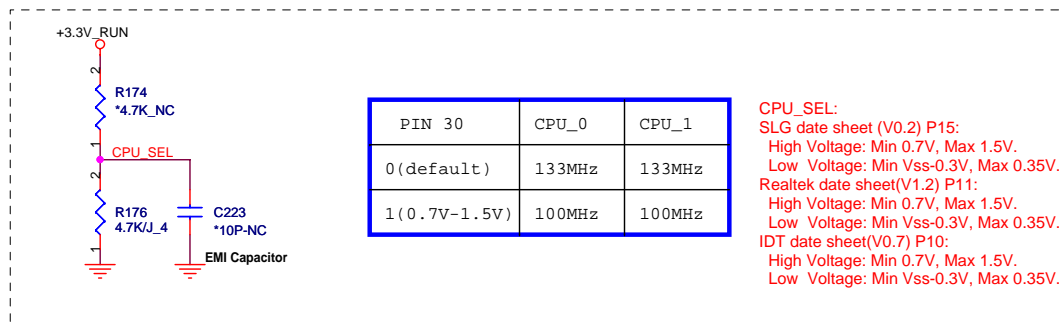 +3.3V_RUN
2
R174
*4.7K_NC
1
CPU_SEL
2
R176
4.7K/J_4
1
C223
*10P-NC
EMI Capacitor
PIN 30 CPU_0 CPU_1
0(default) 133MHz 133MHz
1(0.7V-1.5V) 100MHz 100MHz
CPU_SEL:
SLG date sheet (V0.2) P15:
High Voltage: Min 0.7V, Max 1.5V.
Low Voltage: Min Vss-0.3V, Max 0.35V.
Realtek date sheet(V1.2) P11:
High Voltage: Min 0.7V, Max 1.5V.
Low Voltage: Min Vss-0.3V, Max 0.35V.
IDT date sheet(V0.7) P10:
High Voltage: Min 0.7V, Max 1.5V.
Low Voltage: Min Vss-0.3V, Max 0.35V.